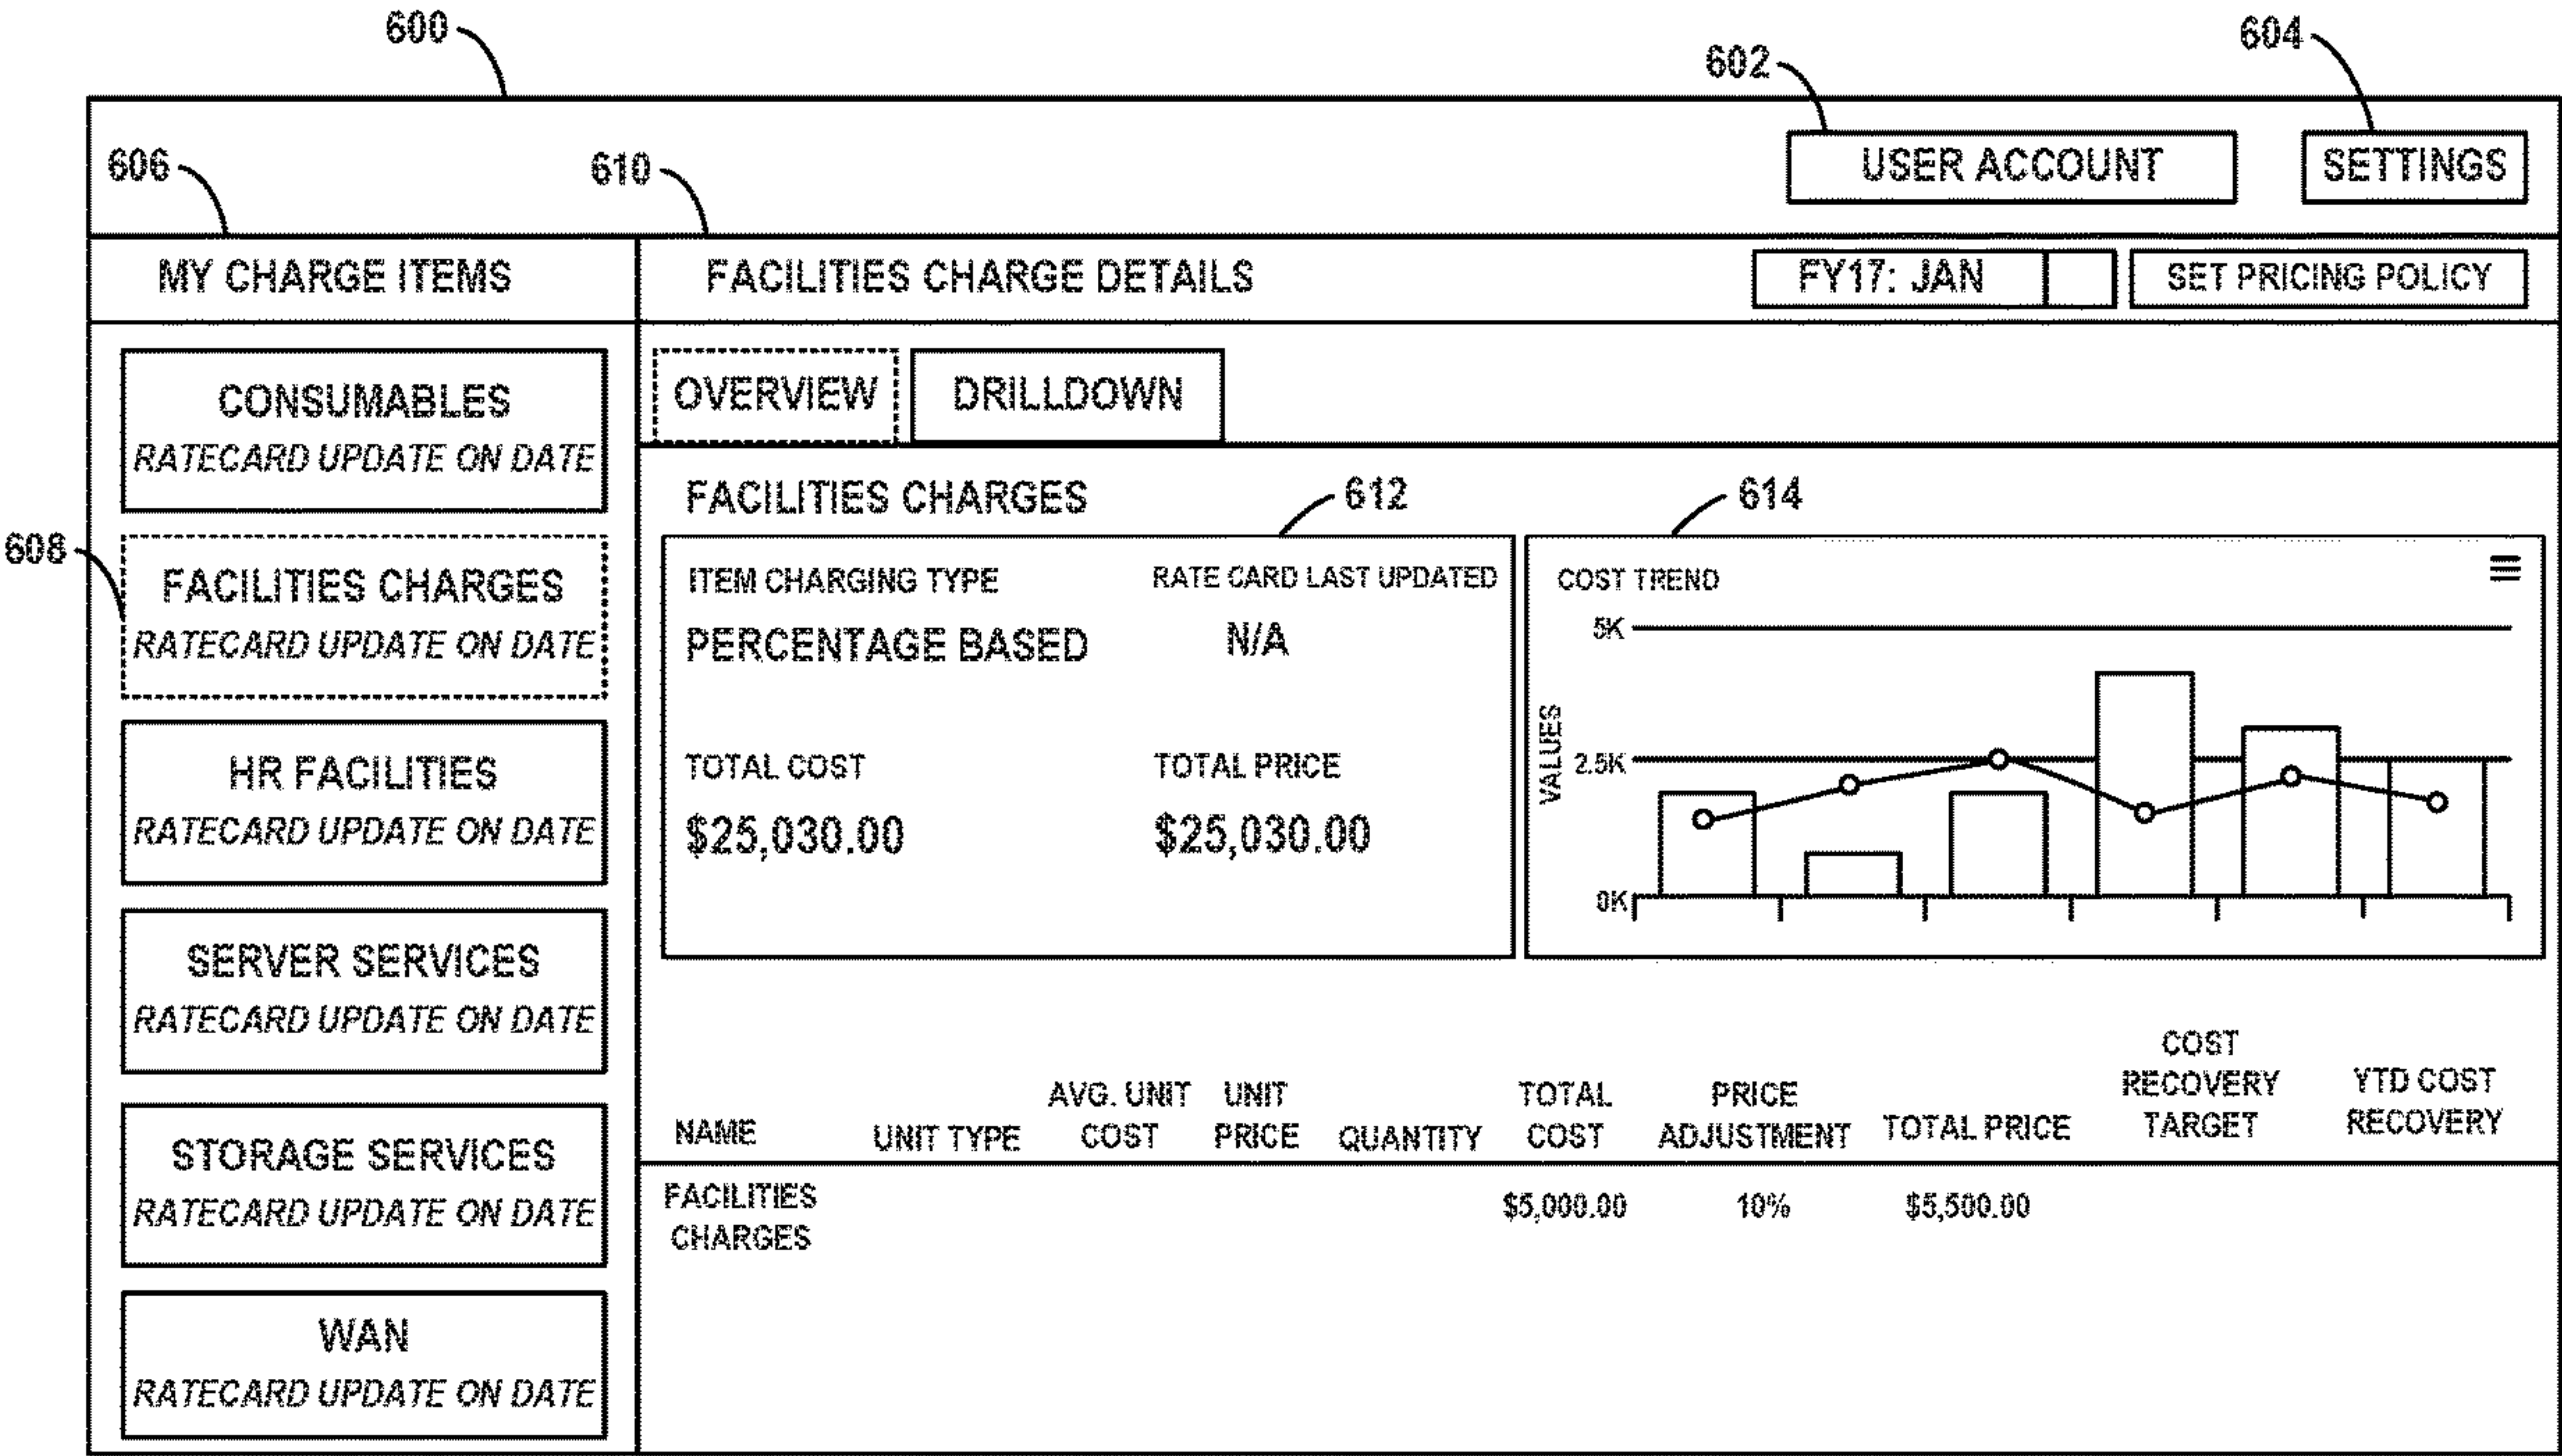 600
602
604
606
610
USER ACCOUNT
SETTINGS
MY CHARGE ITEMS
FACILITIES CHARGE DETAILS
FY17: JAN
SET PRICING POLICY
CONSUMABLES
RATECARD UPDATE ON DATE
608
FACILITIES CHARGES
RATECARD UPDATE ON DATE
HR FACILITIES
RATECARD UPDATE ON DATE
SERVER SERVICES
RATECARD UPDATE ON DATE
STORAGE SERVICES
RATECARD UPDATE ON DATE
WAN
RATECARD UPDATE ON DATE
OVERVIEW
DRILLDOWN
FACILITIES CHARGES
612
614
ITEM CHARGING TYPE
RATE CARD LAST UPDATED
PERCENTAGE BASED
N/A
TOTAL COST
TOTAL PRICE
$25,030.00
$25,030.00
COST TREND
5K
VALUES
2.5K
0K
NAME
UNIT TYPE
AVG. UNIT
COST
UNIT
PRICE
QUANTITY
TOTAL
COST
PRICE
ADJUSTMENT
TOTAL PRICE
COST
RECOVERY
TARGET
YTD COST
RECOVERY
FACILITIES
CHARGES
$5,000.00
10%
$5,500.00